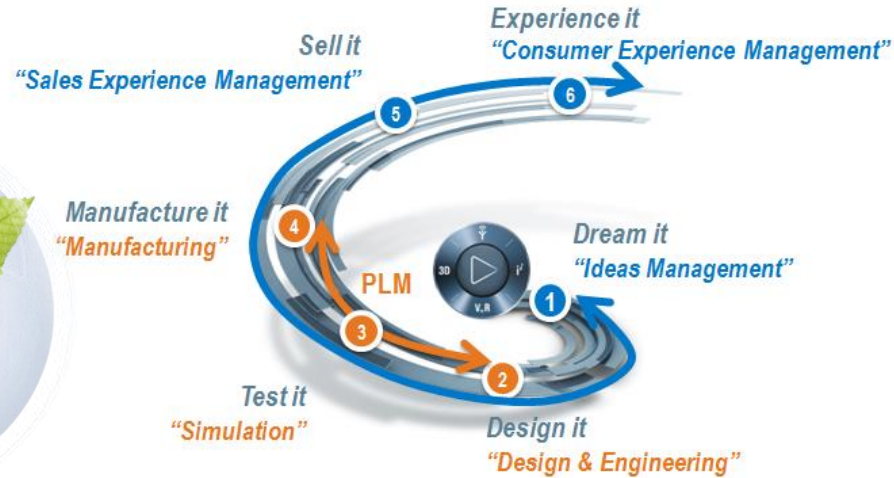 Experience it
“Consumer Experience Management”
6
Sell it
“Sales Experience Management”
5
Manufacture it
“Manufacturing”
4
PLM
3D
V.R
Dream it
“Ideas Management”
1
3
Test it
“Simulation”
2
Design it
“Design & Engineering”